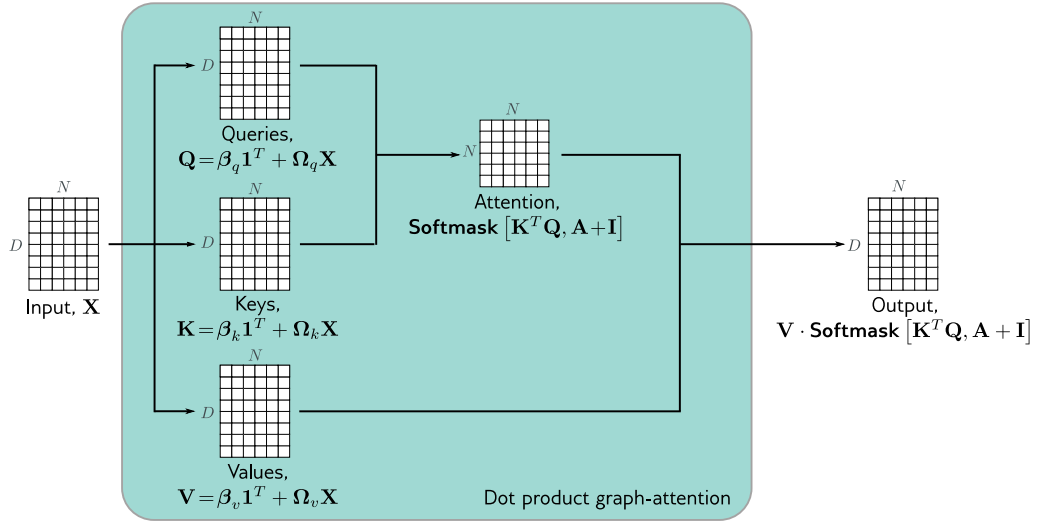 N
D
Input, X
N
D
Queries,
Q=β_q 1^T + Ω_q X
N
D
Keys,
K=β_k 1^T + Ω_k X
N
D
Values,
V=β_v 1^T + Ω_v X
N
N
Attention,
Softmask [K^T Q, A+I]
Dot product graph-attention
N
D
Output,
V · Softmask [K^T Q, A + I]